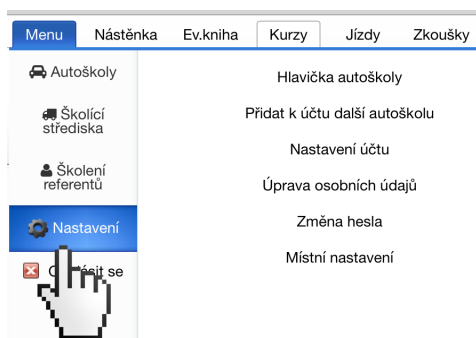 Menu Nástěnka Ev.kniha Kurzy Jízdy Zkoušky
Autoškoly
Školící
střediska
Školení
referentů
Nastavení
se
Hlavička autoškoly
Přidat k účtu další autoškolu
Nastavení účtu
Úprava osobních údajů
Změna hesla
Místní nastavení